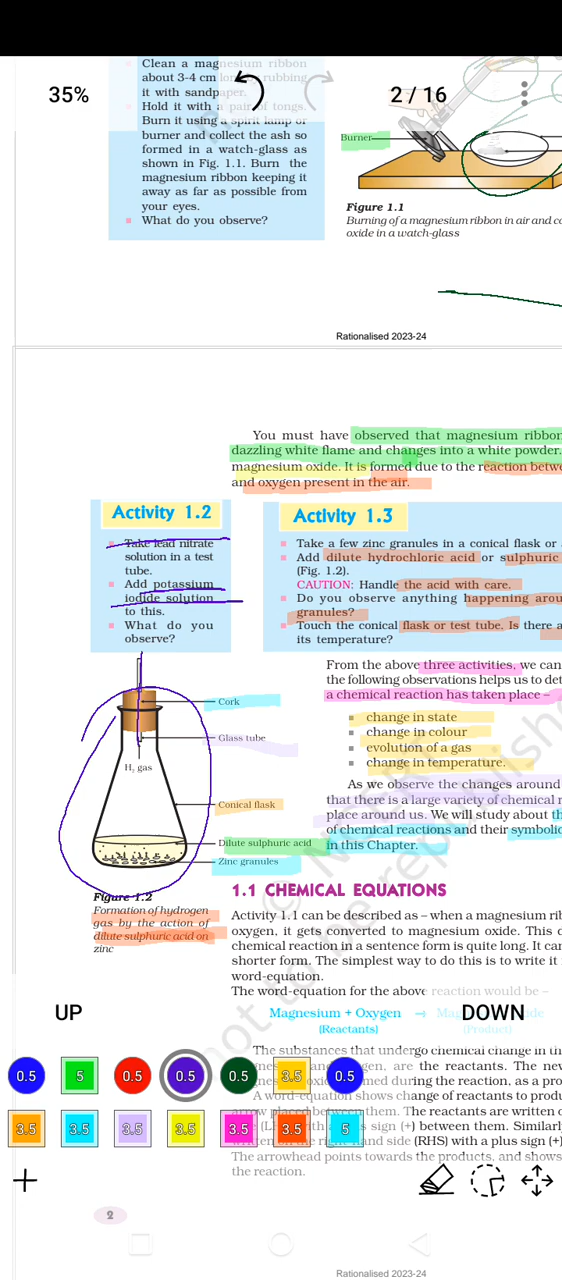 Clean a magnesium ribbon
about 3-4 cm long by rubbing
35%
2 / 16
it with sandpaper.
Hold it with a pair of tongs.
Burn it using a spirit lamp or
burner and collect the ash so
formed in a watch-glass as
shown in Fig. 1.1. Burn the
magnesium ribbon keeping it
away as far as possible from
your eyes.
What do you observe?
Burner
Figure 1.1
Burning of a magnesium ribbon in air and
oxide in a watch-glass
Rationalised 2023-24
You must have observed that magnesium ribbon
dazzling white flame and changes into a white powder.
magnesium oxide. It is formed due to the reaction
and oxygen present in the air.
Activity 1.2
Take lead nitrate
solution in a test
tube.
Add potassium
iodide solution
to this.
What do you
observe?
Activity 1.3
Take a few zinc granules in a conical flask or
Add dilute hydrochloric acid or sulphuric
(Fig. 1.2).
CAUTION: Handle the acid with care.
Do you observe anything happening
granules?
Touch the conical flask or test tube. Is there
its temperature?
From the above three activities, we can
the following observations helps us to
a chemical reaction has taken place –
change in state
change in colour
evolution of a gas
change in temperature.
As we observe the changes around
that there is a large variety of chemical
place around us. We will study about
of chemical reactions and their
in this Chapter.
Cork
Glass tube
H₂ gas
Conical flask
Dilute sulphuric acid
Zinc granules
Figure 1.2
Formation of hydrogen
gas by the action of
dilute sulphuric acid on
zinc
1.1 CHEMICAL EQUATIONS
Activity 1.1 can be described as – when a magnesium
oxygen, it gets converted to magnesium oxide. This
chemical reaction in a sentence form is quite long. It can
shorter form. The simplest way to do this is to write it
word-equation.
The word-equation for the above reaction would be –
UP
DOWN
Magnesium + Oxygen →
(Reactants) (Product)
The substances that undergo chemical change in
are the reactants. The new
formed during the reaction, as a
A word-equation shows change of reactants to
arrow placed between them. The reactants are written
sign (+) between them. Similarly
hand side (RHS) with a plus sign (+)
The arrowhead points towards the products, and shows
the reaction.
0.5 5 0.5 0.5 0.5 3.5 0.5
3.5 3.5 3.5 3.5 3.5 3.5 5
2
Rationalised 2023-24
not to be republished